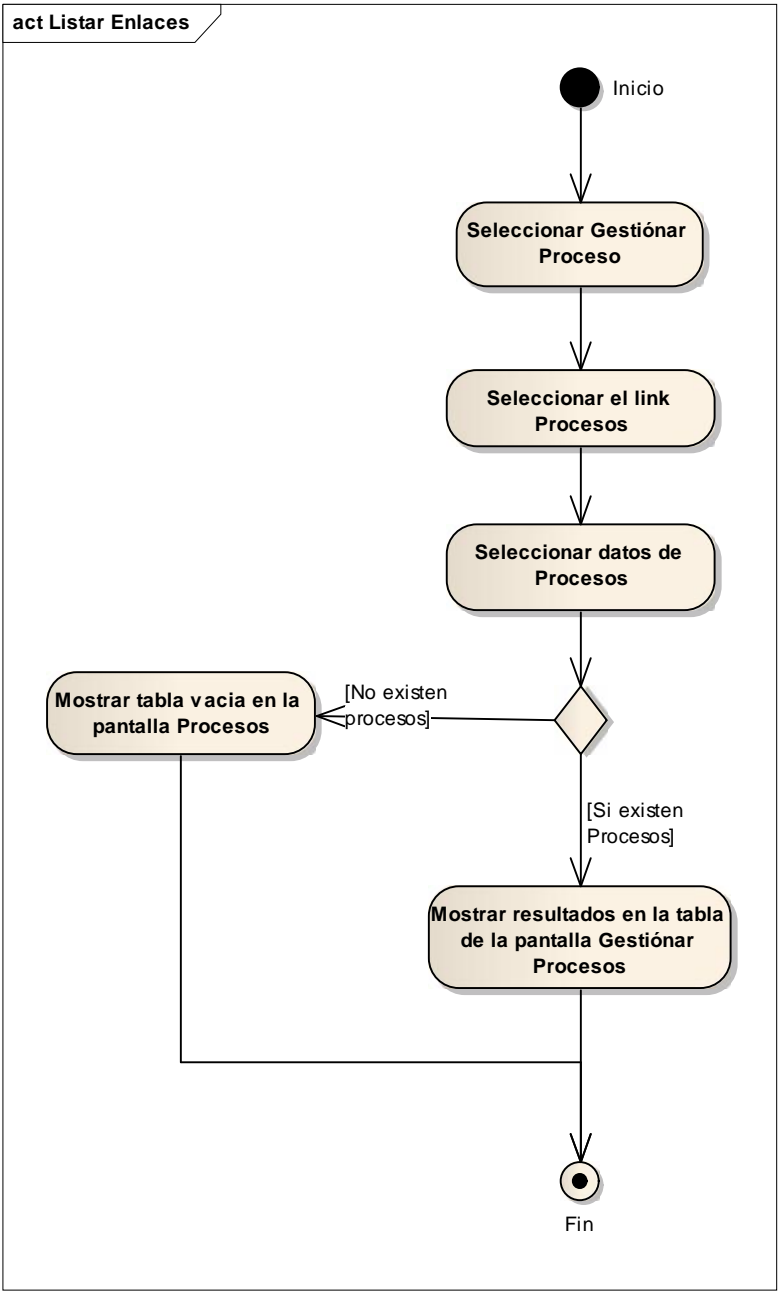 act Listar Enlaces
Inicio
Seleccionar Gestiónar
Proceso
Seleccionar el link
Procesos
Seleccionar datos de
Procesos
[No existen
procesos]
Mostrar tabla vacia en la
pantalla Procesos
[Si existen
Procesos]
Mostrar resultados en la tabla
de la pantalla Gestiónar
Procesos
Fin